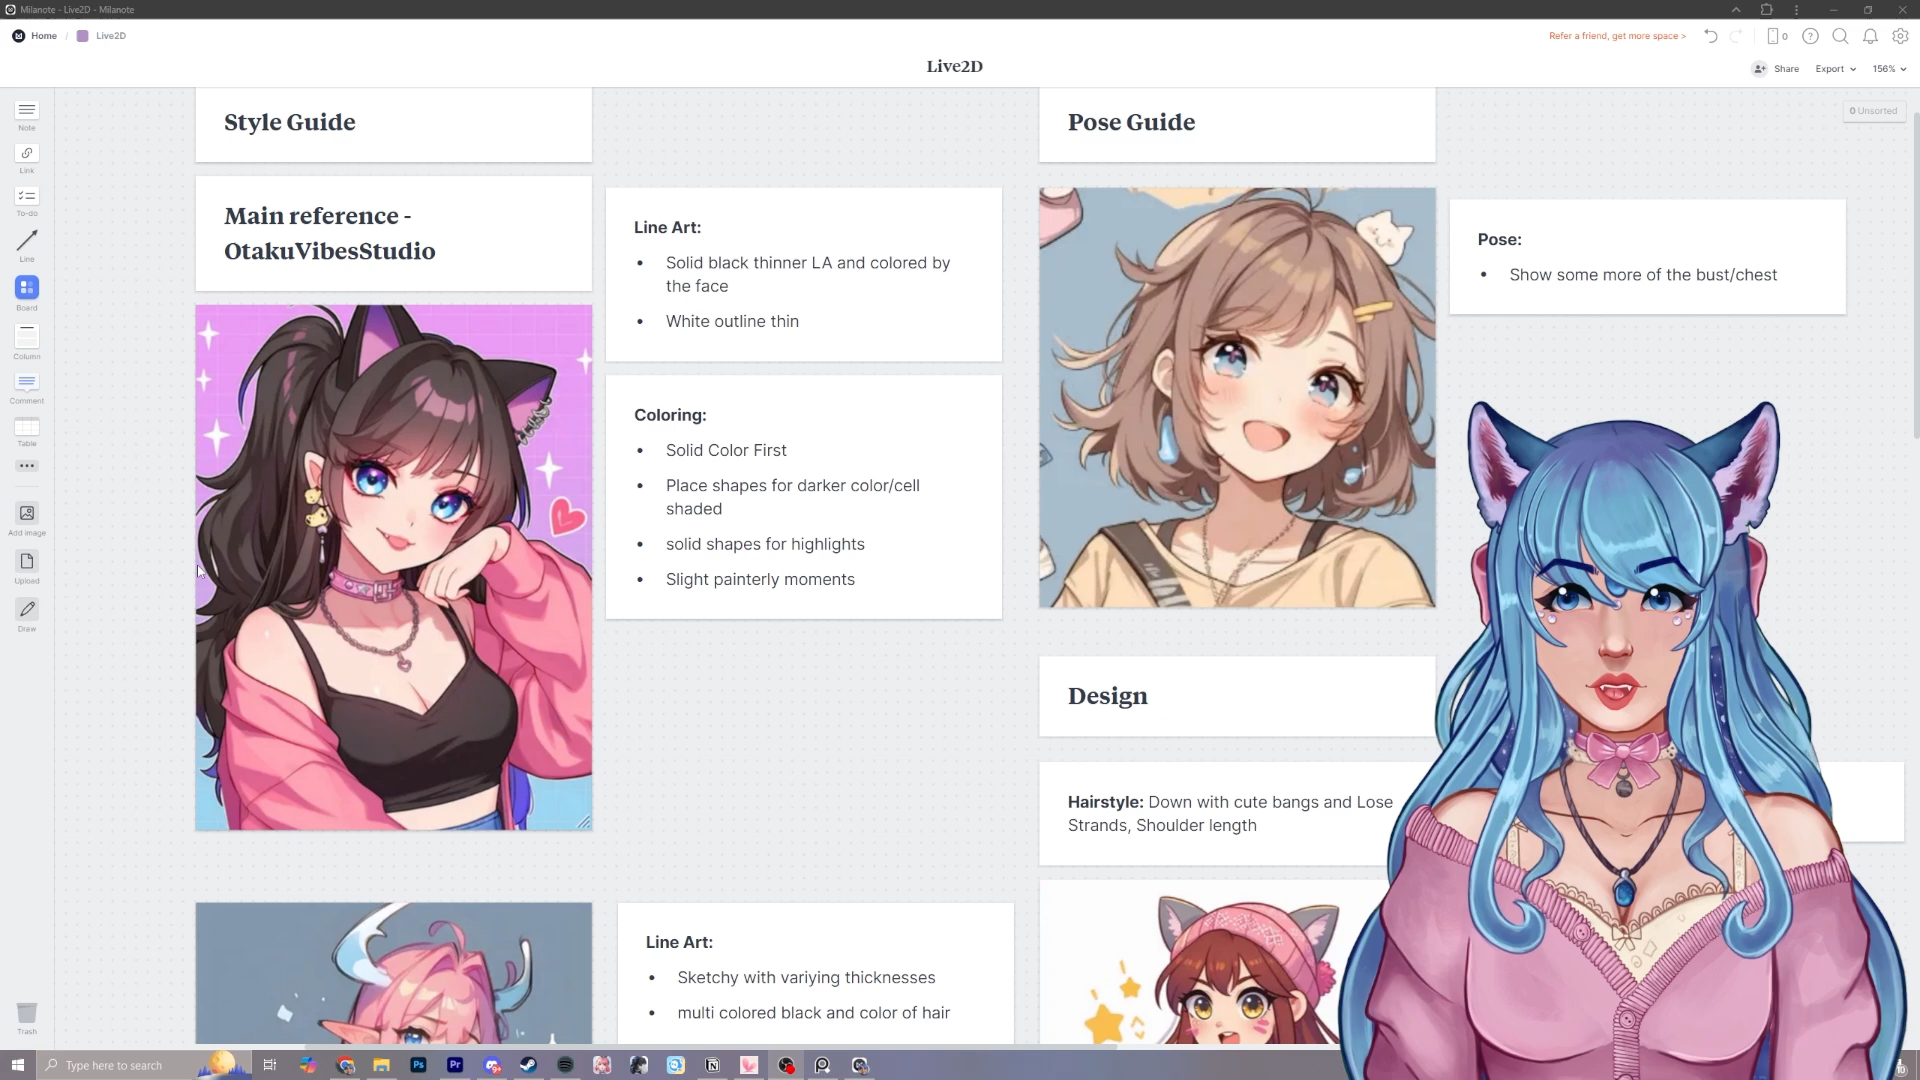 Milanote - Live2D - Milanote
Home / Live2D
Refer a friend, get more space >
0
Live2D
Share
Export
156%
0 Unsorted
Note
Link
To-do
Line
Board
Column
Comment
Table
Add image
Upload
Draw
Trash
Style Guide
Main reference -
OtakuVibesStudio
Line Art:
• Solid black thinner LA and colored by
the face
• White outline thin
Coloring:
• Solid Color First
• Place shapes for darker color/cell
shaded
• solid shapes for highlights
• Slight painterly moments
Line Art:
• Sketchy with variying thicknesses
• multi colored black and color of hair
Pose Guide
Pose:
• Show some more of the bust/chest
Design
Hairstyle: Down with cute bangs and Lose
Strands, Shoulder length
Type here to search
Ps
Pr
10